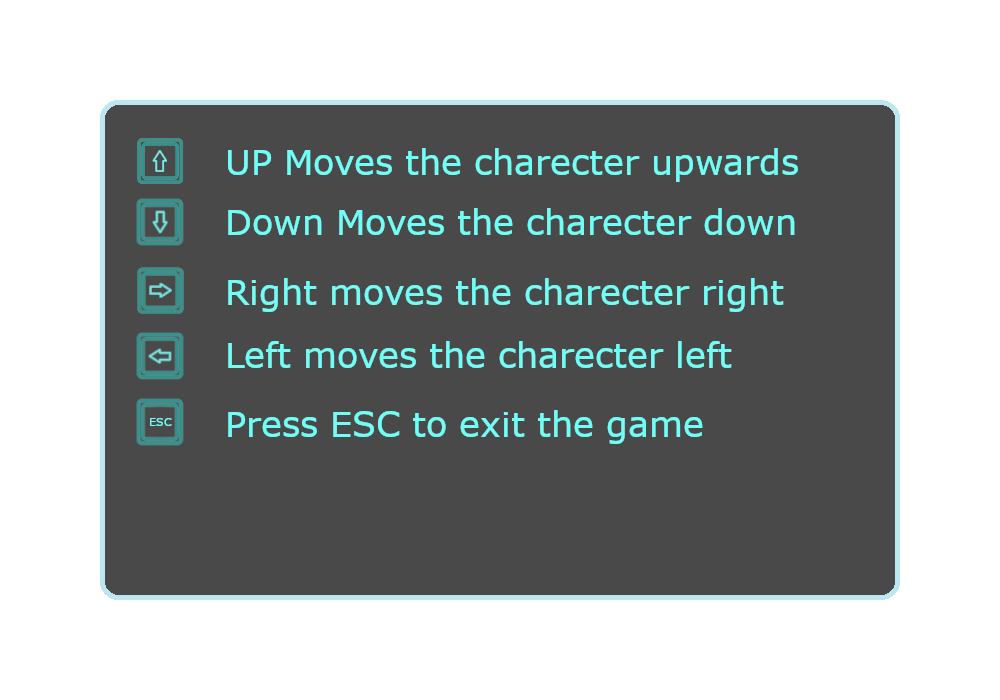 UP Moves the charecter upwards
Down Moves the charecter down
Right moves the charecter right
Left moves the charecter left
ESC Press ESC to exit the game